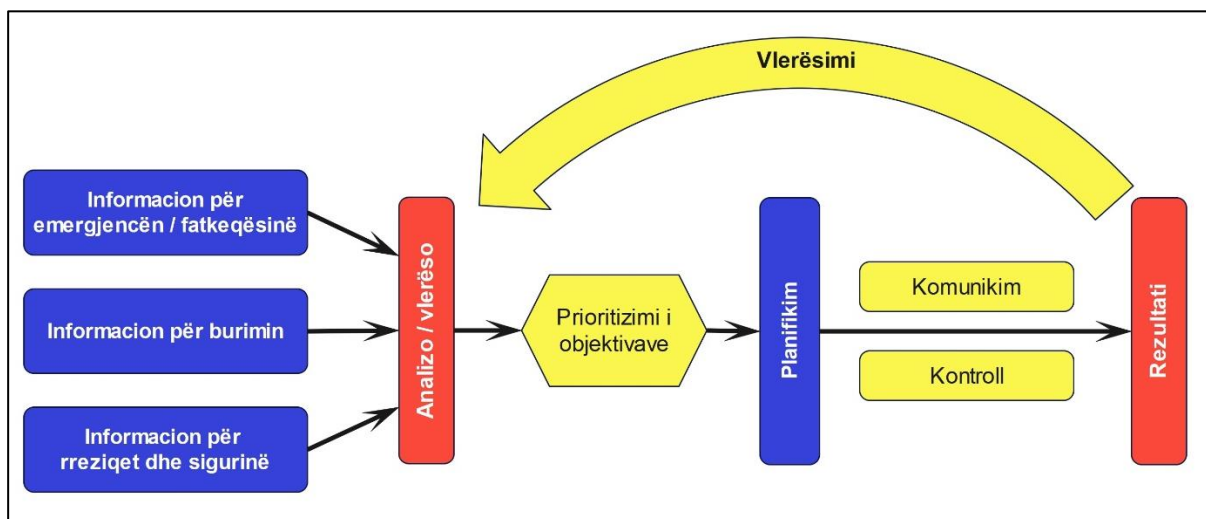 Vlerësimi
Informacion për
emergjencën / fatkeqësinë
Informacion për burimin
Informacion për
rreziqet dhe sigurinë
Analizo / vlerëso
Prioritizimi i
objektivave
Planifikim
Komunikim
Kontroll
Rezultati